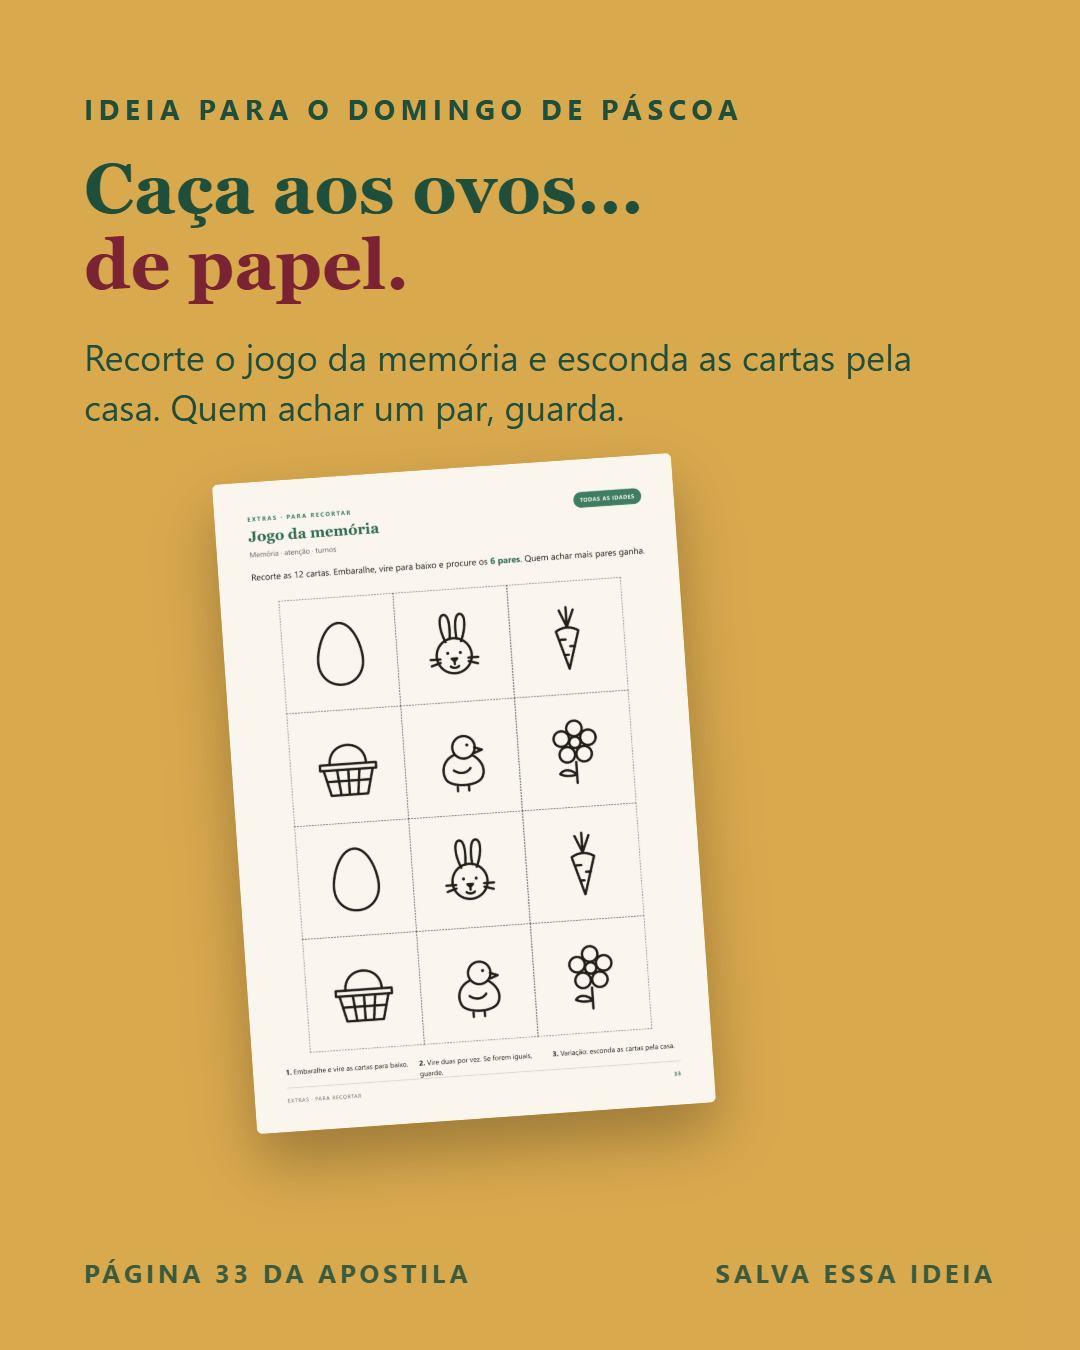 IDEIA PARA O DOMINGO DE PÁSCOA
Caça aos ovos...
de papel.
Recorte o jogo da memória e esconda as cartas pela
casa. Quem achar um par, guarda.
EXTRAS · PARA RECORTAR
TODAS AS IDADES
Jogo da memória
Memória · atenção · turnos
Recorte as 12 cartas. Embaralhe, vire para baixo e procure os 6 pares. Quem achar mais pares ganha.
1. Embaralhe e vire as cartas para baixo.
2. Vire duas por vez. Se forem iguais,
guarde.
3. Variação: esconda as cartas pela casa.
EXTRAS · PARA RECORTAR
33
PÁGINA 33 DA APOSTILA
SALVA ESSA IDEIA